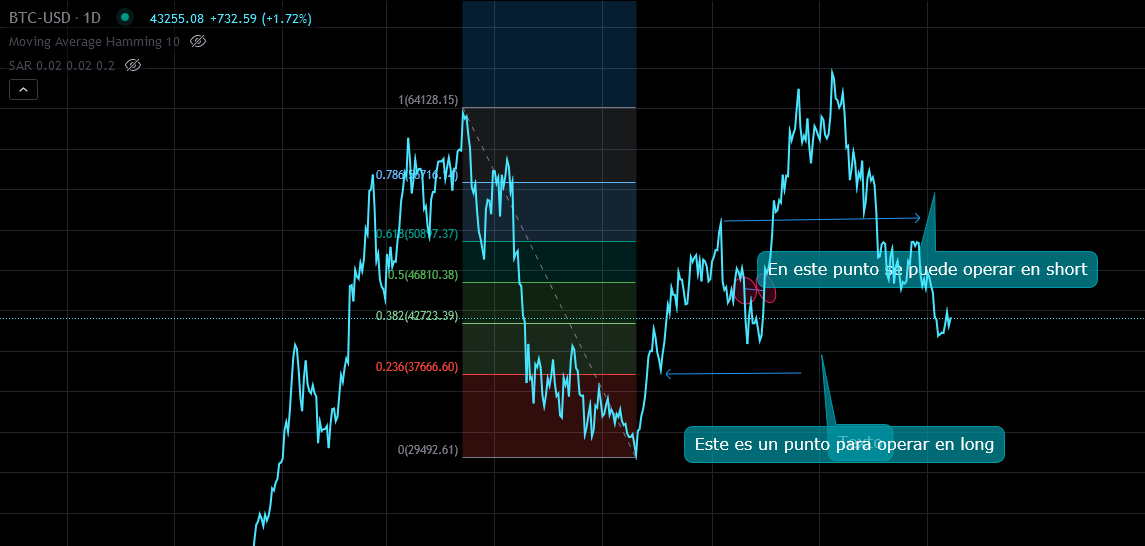 BTC-USD · 1D 43255.08 +732.59 (+1.72%)
Moving Average Hamming 10
SAR 0.02 0.02 0.2
1(64128.15)
0.618(50897.37)
0.5(46810.38)
0.382(42723.39)
0.236(37666.60)
0(29492.61)
En este punto se puede operar en short
Este es un punto para operar en long